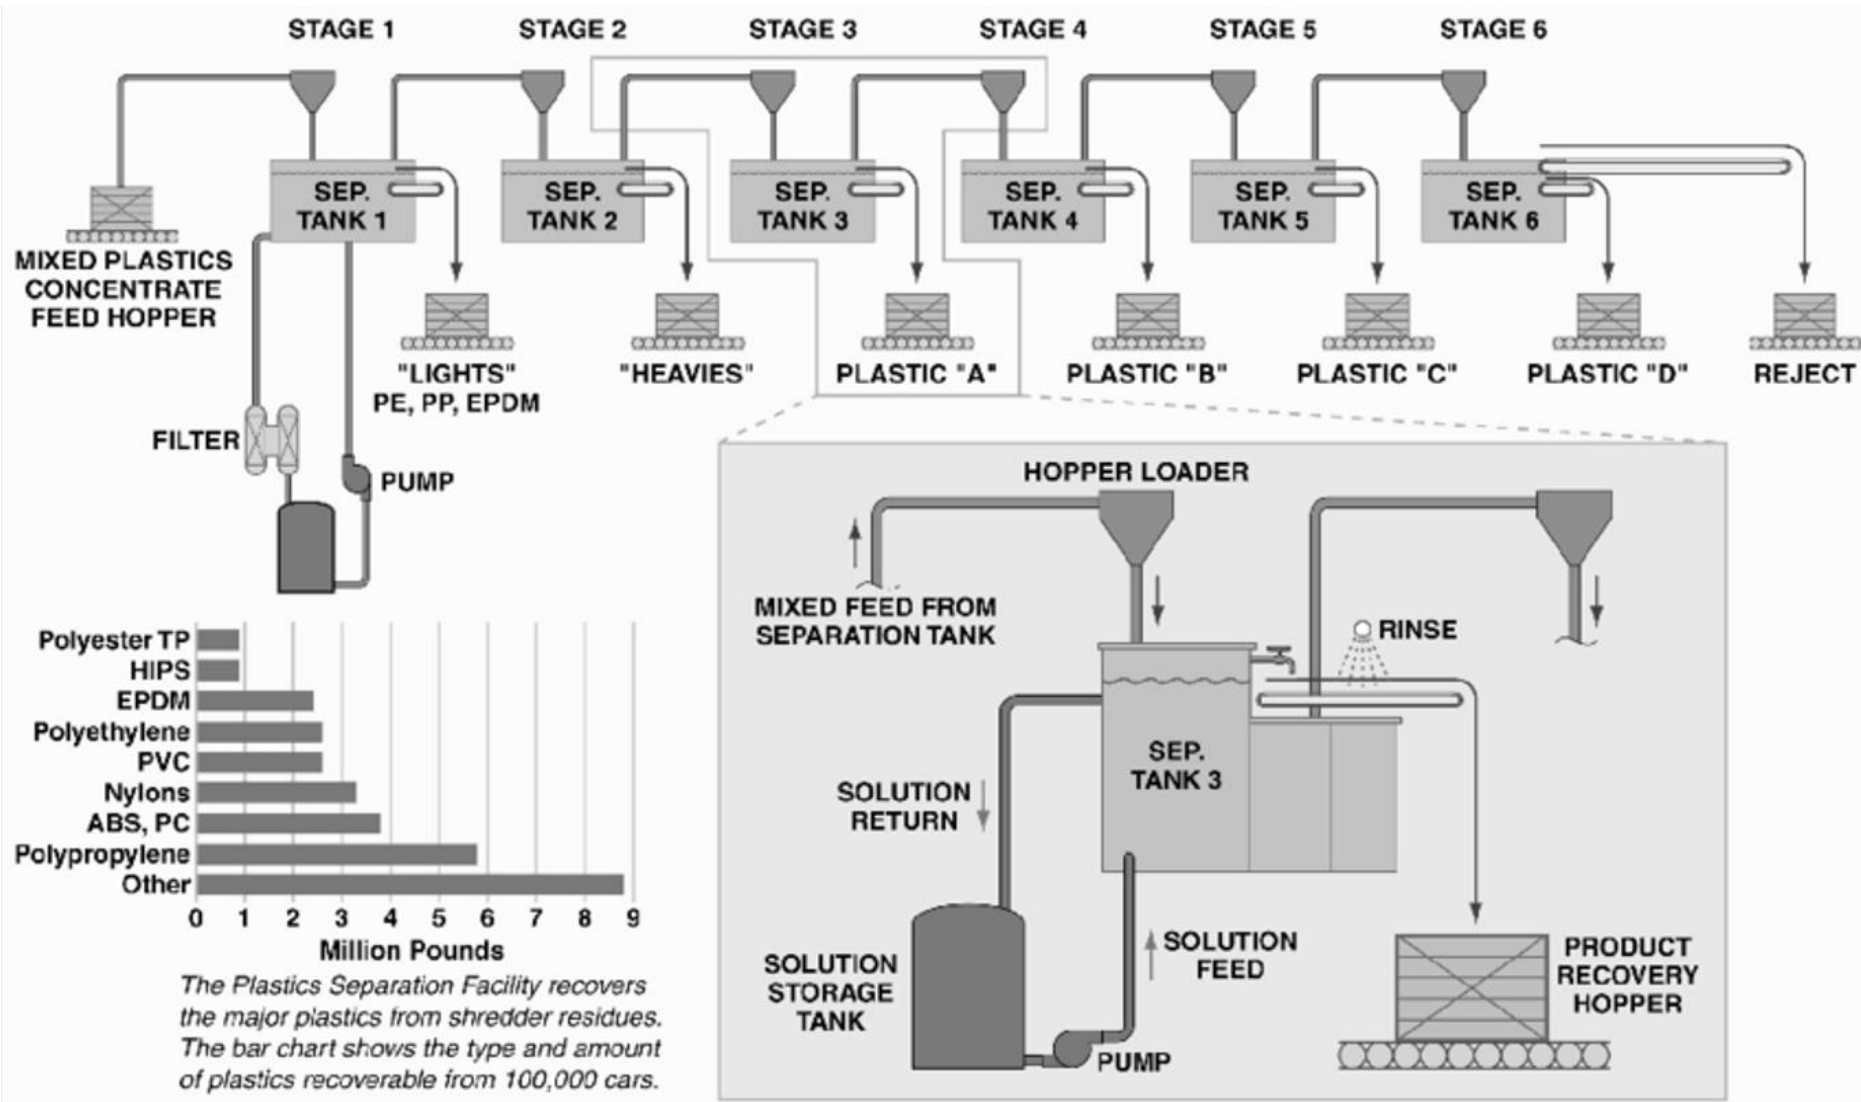 STAGE 1
STAGE 2
STAGE 3
STAGE 4
STAGE 5
STAGE 6
SEP.
TANK 1
SEP.
TANK 2
SEP.
TANK 3
SEP.
TANK 4
SEP.
TANK 5
SEP.
TANK 6
MIXED PLASTICS
CONCENTRATE
FEED HOPPER
"LIGHTS"
PE, PP, EPDM
"HEAVIES"
PLASTIC "A"
PLASTIC "B"
PLASTIC "C"
PLASTIC "D"
REJECT
FILTER
PUMP
HOPPER LOADER
MIXED FEED FROM
SEPARATION TANK
RINSE
SEP.
TANK 3
SOLUTION
RETURN
SOLUTION
FEED
SOLUTION
STORAGE
TANK
PUMP
PRODUCT
RECOVERY
HOPPER
Polyester TP
HIPS
EPDM
Polyethylene
PVC
Nylons
ABS, PC
Polypropylene
Other
0 1 2 3 4 5 6 7 8 9
Million Pounds
The Plastics Separation Facility recovers
the major plastics from shredder residues.
The bar chart shows the type and amount
of plastics recoverable from 100,000 cars.